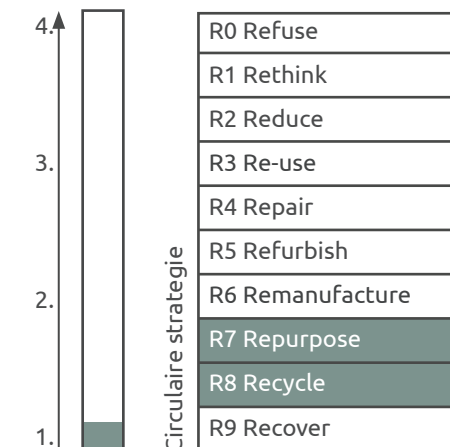 4.
3.
2.
1.
Circulaire strategie
R0 Refuse
R1 Rethink
R2 Reduce
R3 Re-use
R4 Repair
R5 Refurbish
R6 Remanufacture
R7 Repurpose
R8 Recycle
R9 Recover